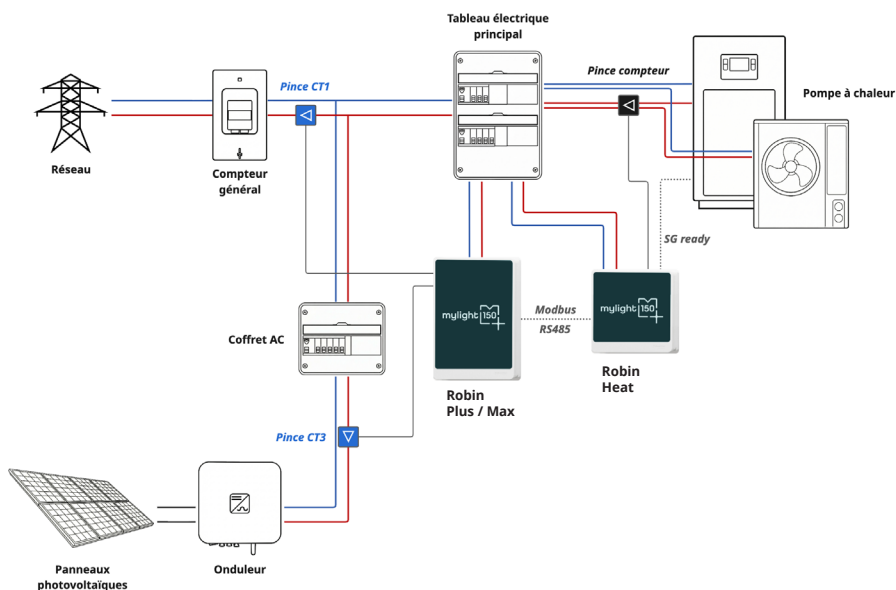 Tableau électrique
principal
Pince CT1
Pince compteur
Pompe à chaleur
Réseau
Compteur
général
SG ready
mylight 150
Modbus
RS485
mylight 150
Coffret AC
Robin
Plus / Max
Robin
Heat
Pince CT3
Panneaux
photovoltaïques
Onduleur